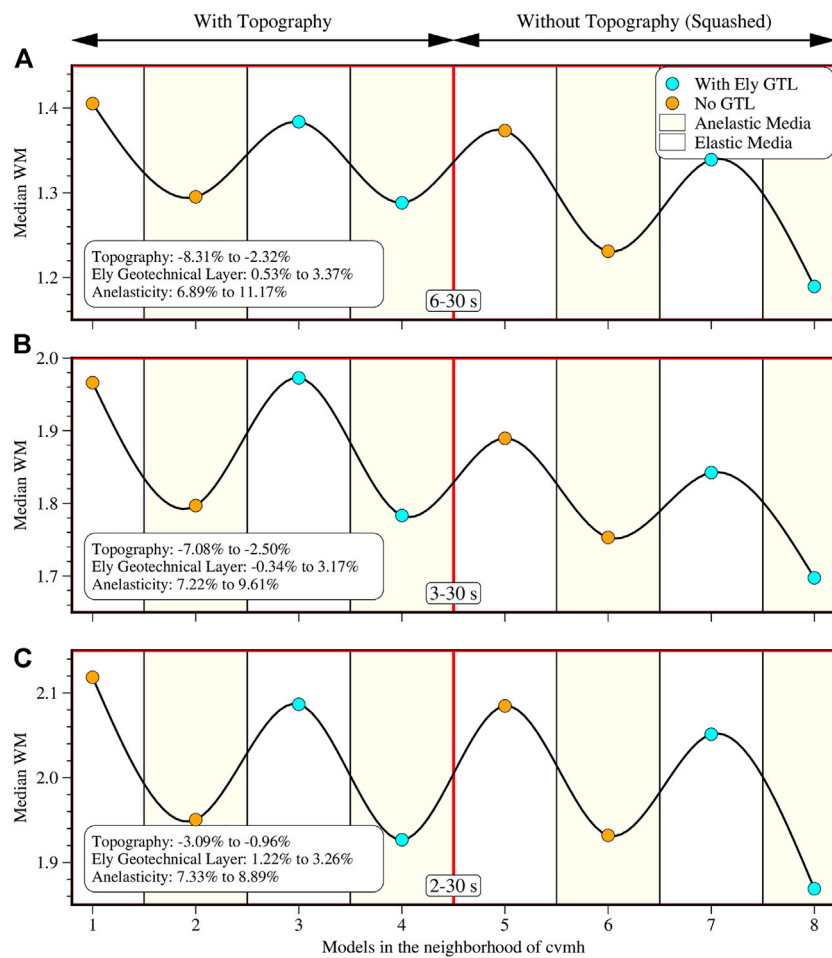 With Topography
Without Topography (Squashed)
A
With Ely GTL
No GTL
Anelastic Media
Elastic Media
1.4
1.3
1.2
Median WM
Topography: -8.31% to -2.32%
Ely Geotechnical Layer: 0.53% to 3.37%
Anelasticity: 6.89% to 11.17%
6-30 s
B
2.0
1.9
1.8
1.7
Median WM
Topography: -7.08% to -2.50%
Ely Geotechnical Layer: -0.34% to 3.17%
Anelasticity: 7.22% to 9.61%
3-30 s
C
2.1
2.0
1.9
Median WM
Topography: -3.09% to -0.96%
Ely Geotechnical Layer: 1.22% to 3.26%
Anelasticity: 7.33% to 8.89%
2-30 s
1 2 3 4 5 6 7 8
Models in the neighborhood of cvmh